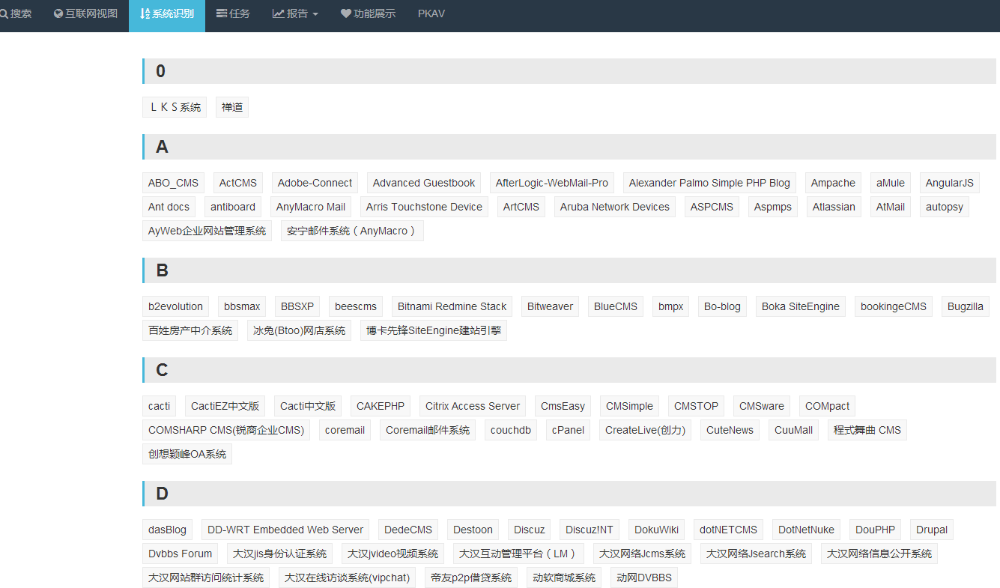 搜索 互联网视图 系统识别 任务 报告 功能展示 PKAV
0
ＬＫＳ系统 禅道
A
ABO_CMS ActCMS Adobe-Connect Advanced Guestbook AfterLogic-WebMail-Pro Alexander Palmo Simple PHP Blog Ampache aMule AngularJS
Ant docs antiboard AnyMacro Mail Arris Touchstone Device ArtCMS Aruba Network Devices ASPCMS Aspmps Atlassian AtMail autopsy
AyWeb企业网站管理系统 安宁邮件系统（AnyMacro）
B
b2evolution bbsmax BBSXP beescms Bitnami Redmine Stack Bitweaver BlueCMS bmpx Bo-blog Boka SiteEngine bookingeCMS Bugzilla
百姓房产中介系统 冰兔(Btoo)网店系统 博卡先锋SiteEngine建站引擎
C
cacti CactiEZ中文版 Cacti中文版 CAKEPHP Citrix Access Server CmsEasy CMSimple CMSTOP CMSware COMpact
COMSHARP CMS(锐商企业CMS) coremail Coremail邮件系统 couchdb cPanel CreateLive(创力) CuteNews CuuMall 程式舞曲 CMS
创想颖峰OA系统
D
dasBlog DD-WRT Embedded Web Server DedeCMS Destoon Discuz Discuz!NT DokuWiki dotNETCMS DotNetNuke DouPHP Drupal
Dvbbs Forum 大汉jis身份认证系统 大汉jvideo视频系统 大汉互动管理平台（LM） 大汉网络Jcms系统 大汉网络Jsearch系统 大汉网络信息公开系统
大汉网站群访问统计系统 大汉在线访谈系统(vipchat) 帝友p2p借贷系统 动软商城系统 动网DVBBS